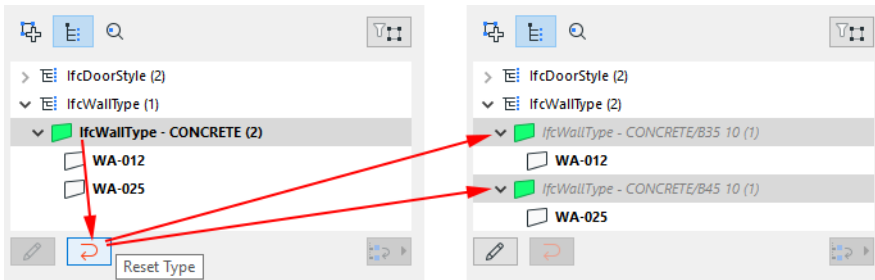 IfcDoorStyle (2)
IfcWallType (1)
IfcWallType - CONCRETE (2)
WA-012
WA-025
Reset Type
IfcDoorStyle (2)
IfcWallType (2)
IfcWallType - CONCRETE/B35 10 (1)
WA-012
IfcWallType - CONCRETE/B45 10 (1)
WA-025